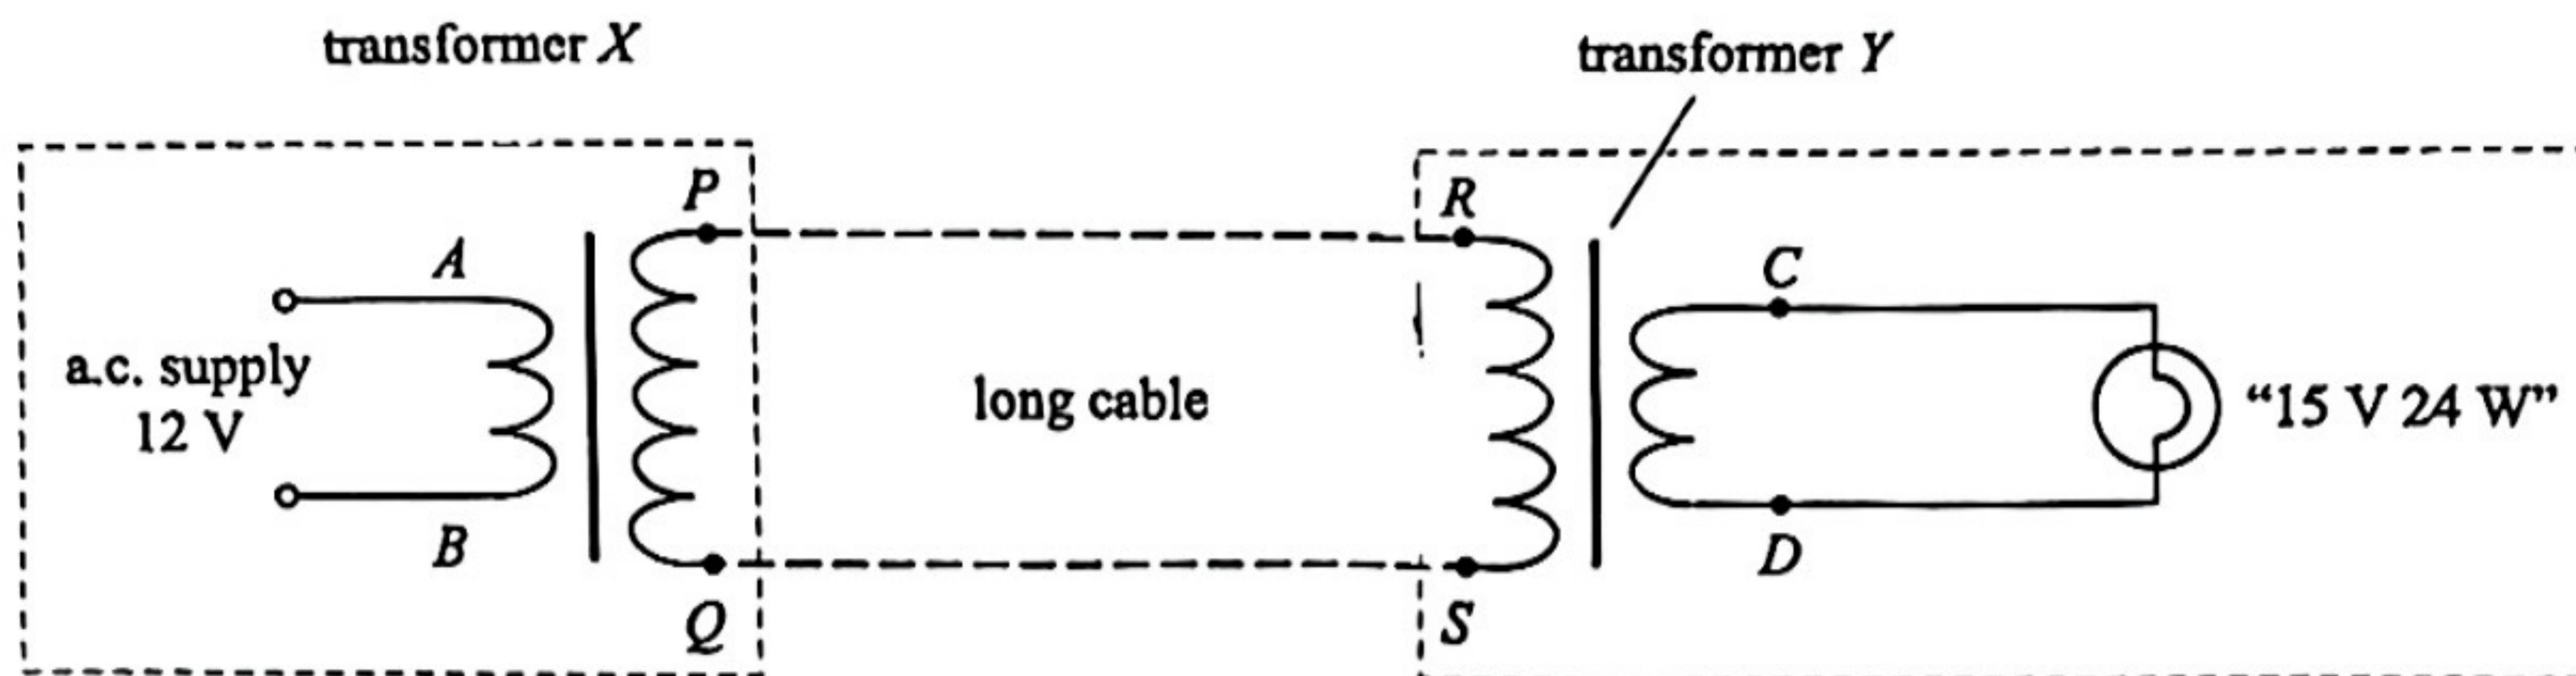 transformer X
transformer Y
P
R
A
C
a.c. supply
12 V
long cable
"15 V 24 W"
B
D
Q
S